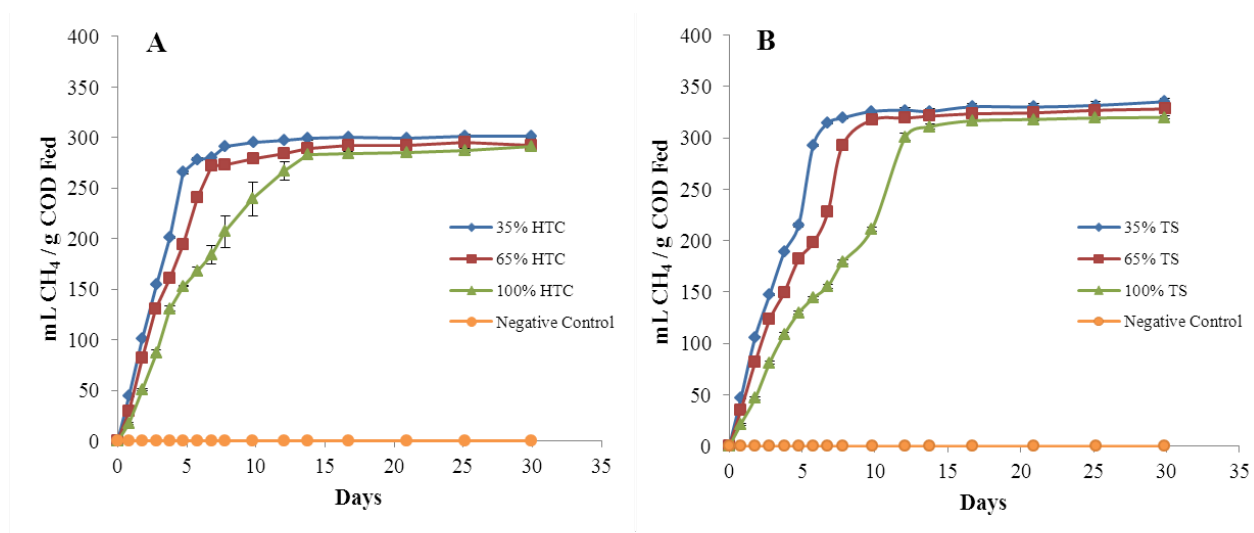 A
mL CH4 / g COD Fed
400
350
300
250
200
150
100
50
0
0 5 10 15 20 25 30 35
Days
35% HTC
65% HTC
100% HTC
Negative Control
B
mL CH4 / g COD Fed
400
350
300
250
200
150
100
50
0
0 5 10 15 20 25 30 35
Days
35% TS
65% TS
100% TS
Negative Control